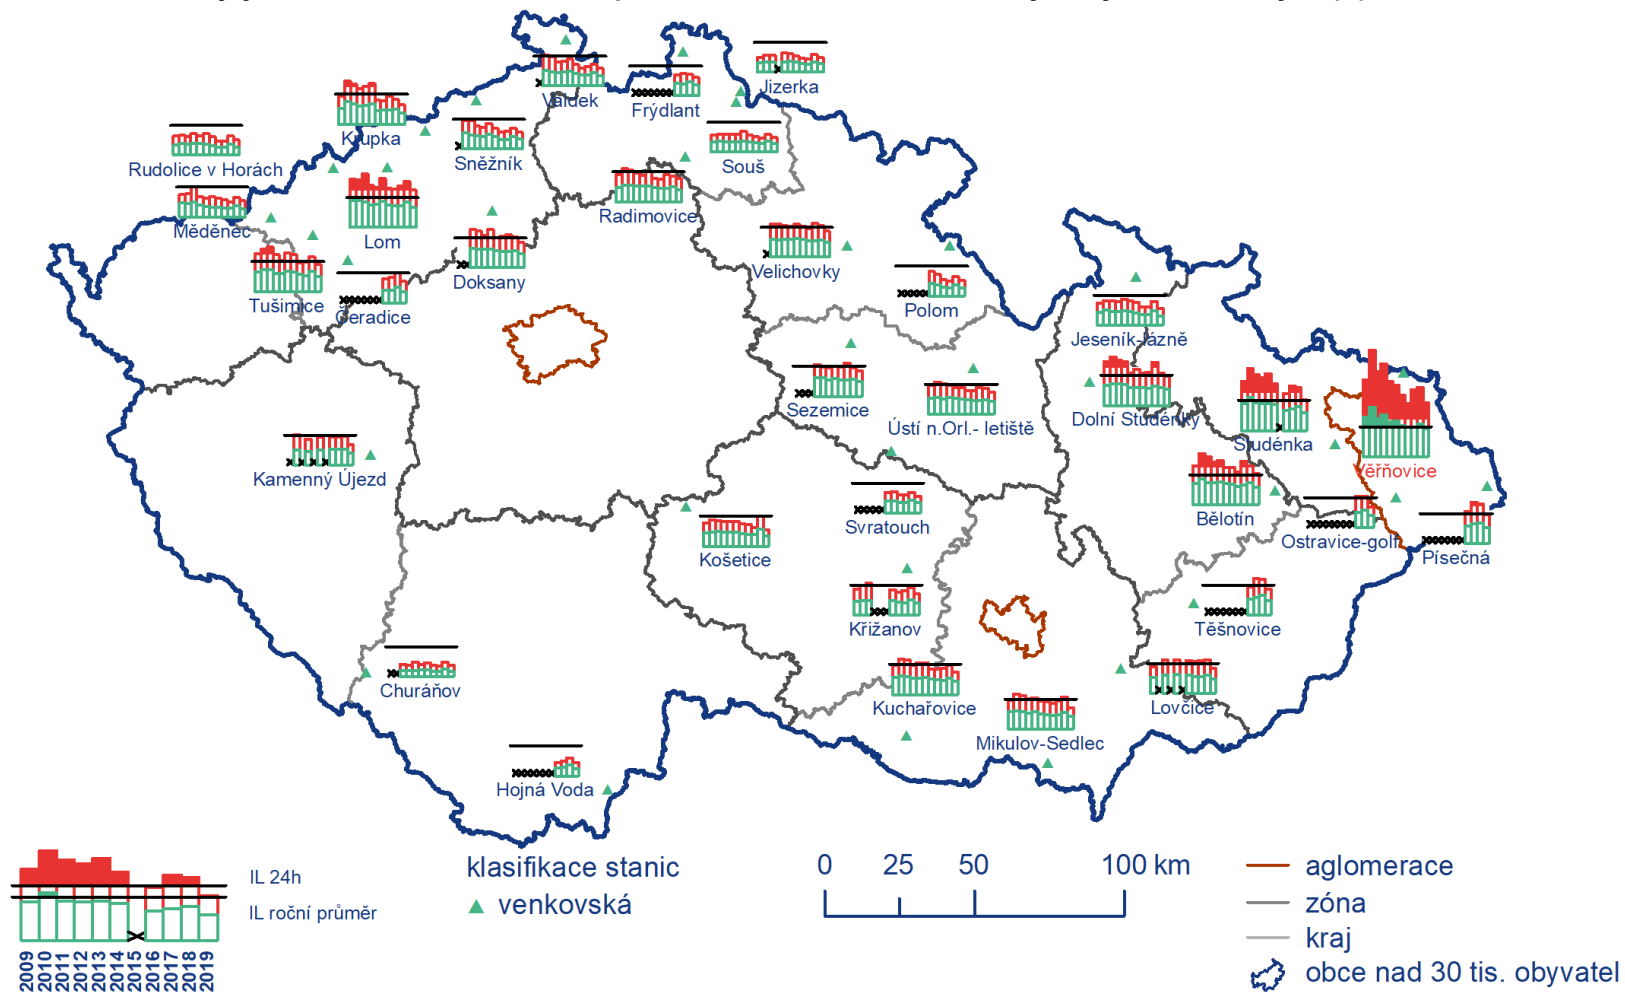 Valdek
Frýdlant
Jizerka
Krupka
Sněžník
Souš
Rudolice v Horách
Radimovice
Měděnec
Lom
Velichovky
Doksany
Tušimice
Čeradice
Polom
Jeseník-lázně
Sezemice
Ústí n.Orl.- letiště
Dolní Studénky
Studénka
Kamenný Újezd
Věřňovice
Svratouch
Bělotín
Košetice
Ostravice-golf
Písečná
Křižanov
Těšnovice
Churáňov
Kuchařovice
Lovčice
Mikulov-Sedlec
Hojná Voda
IL 24h
IL roční průměr
2009
2010
2011
2012
2013
2014
2015
2016
2017
2018
2019
klasifikace stanic
venkovská
0 25 50 100 km
aglomerace
zóna
kraj
obce nad 30 tis. obyvatel